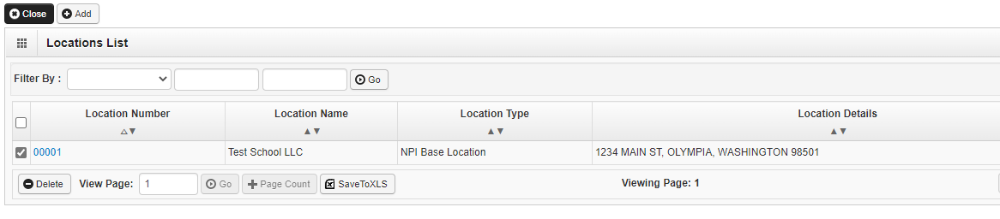 Close Add
Locations List
Filter By : Go
Location Number Location Name Location Type Location Details
00001 Test School LLC NPI Base Location 1234 MAIN ST, OLYMPIA, WASHINGTON 98501
Delete View Page: 1 Go Page Count SaveToXLS Viewing Page: 1